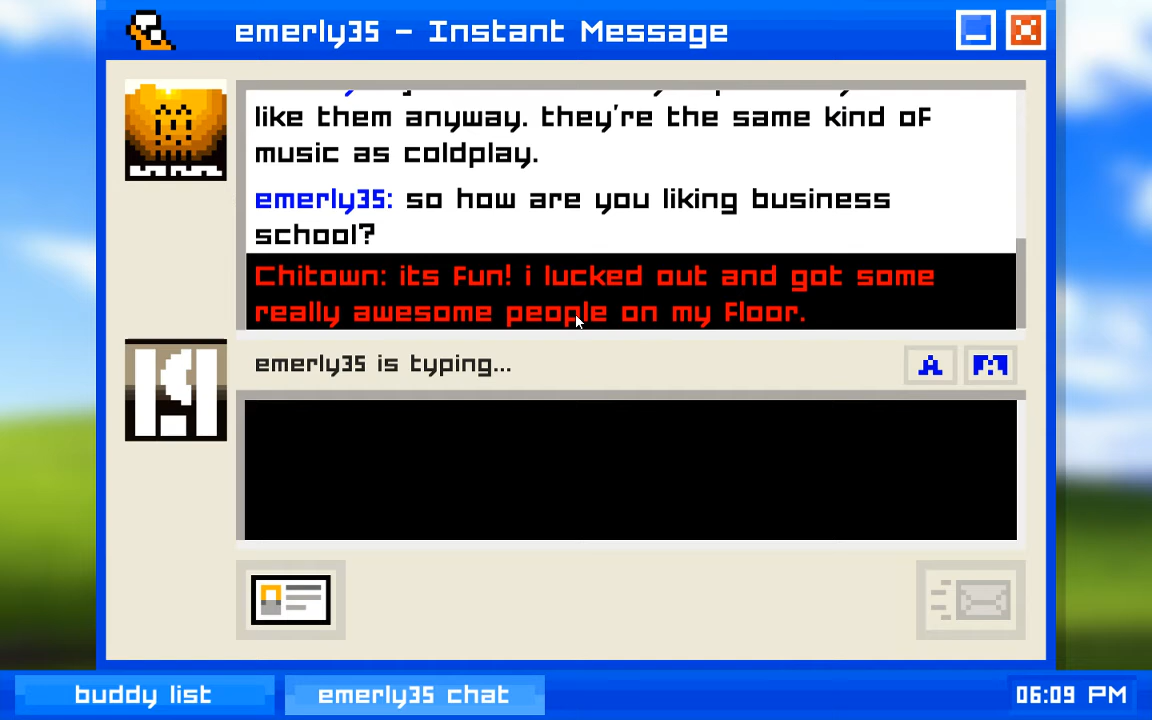 emerly35 - Instant Message
like them anyway. they're the same kind of
music as coldplay.
emerly35: so how are you liking business
school?
Chitown: its fun! i lucked out and got some
really awesome people on my floor.
emerly35 is typing...
A
buddy list
emerly35 chat
06:09 PM